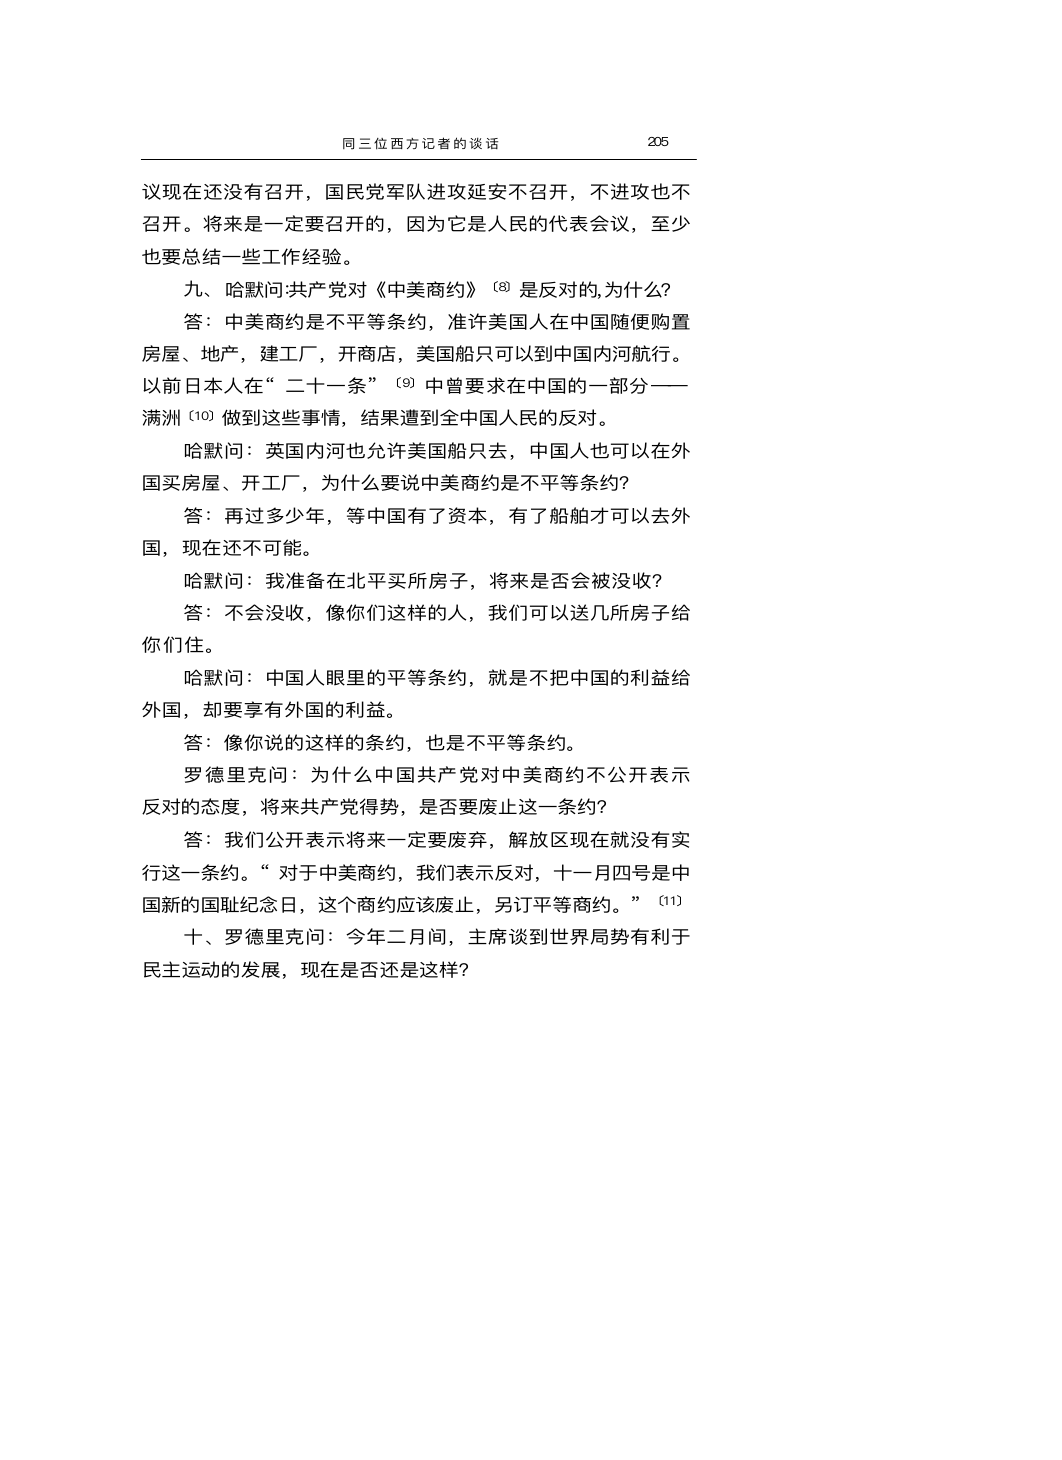 同三位西方记者的谈话 205
议现在还没有召开，国民党军队进攻延安不召开，不进攻也不
召开。将来是一定要召开的，因为它是人民的代表会议，至少
也要总结一些工作经验。
九、哈默问:共产党对《中美商约》〔8〕是反对的,为什么?
答：中美商约是不平等条约，准许美国人在中国随便购置
房屋、地产，建工厂，开商店，美国船只可以到中国内河航行。
以前日本人在“二十一条”〔9〕中曾要求在中国的一部分——
满洲〔10〕做到这些事情，结果遭到全中国人民的反对。
哈默问：英国内河也允许美国船只去，中国人也可以在外
国买房屋、开工厂，为什么要说中美商约是不平等条约?
答：再过多少年，等中国有了资本，有了船舶才可以去外
国，现在还不可能。
哈默问：我准备在北平买所房子，将来是否会被没收?
答：不会没收，像你们这样的人，我们可以送几所房子给
你们住。
哈默问：中国人眼里的平等条约，就是不把中国的利益给
外国，却要享有外国的利益。
答：像你说的这样的条约，也是不平等条约。
罗德里克问：为什么中国共产党对中美商约不公开表示
反对的态度，将来共产党得势，是否要废止这一条约?
答：我们公开表示将来一定要废弃，解放区现在就没有实
行这一条约。“对于中美商约，我们表示反对，十一月四号是中
国新的国耻纪念日，这个商约应该废止，另订平等商约。”〔11〕
十、罗德里克问：今年二月间，主席谈到世界局势有利于
民主运动的发展，现在是否还是这样?